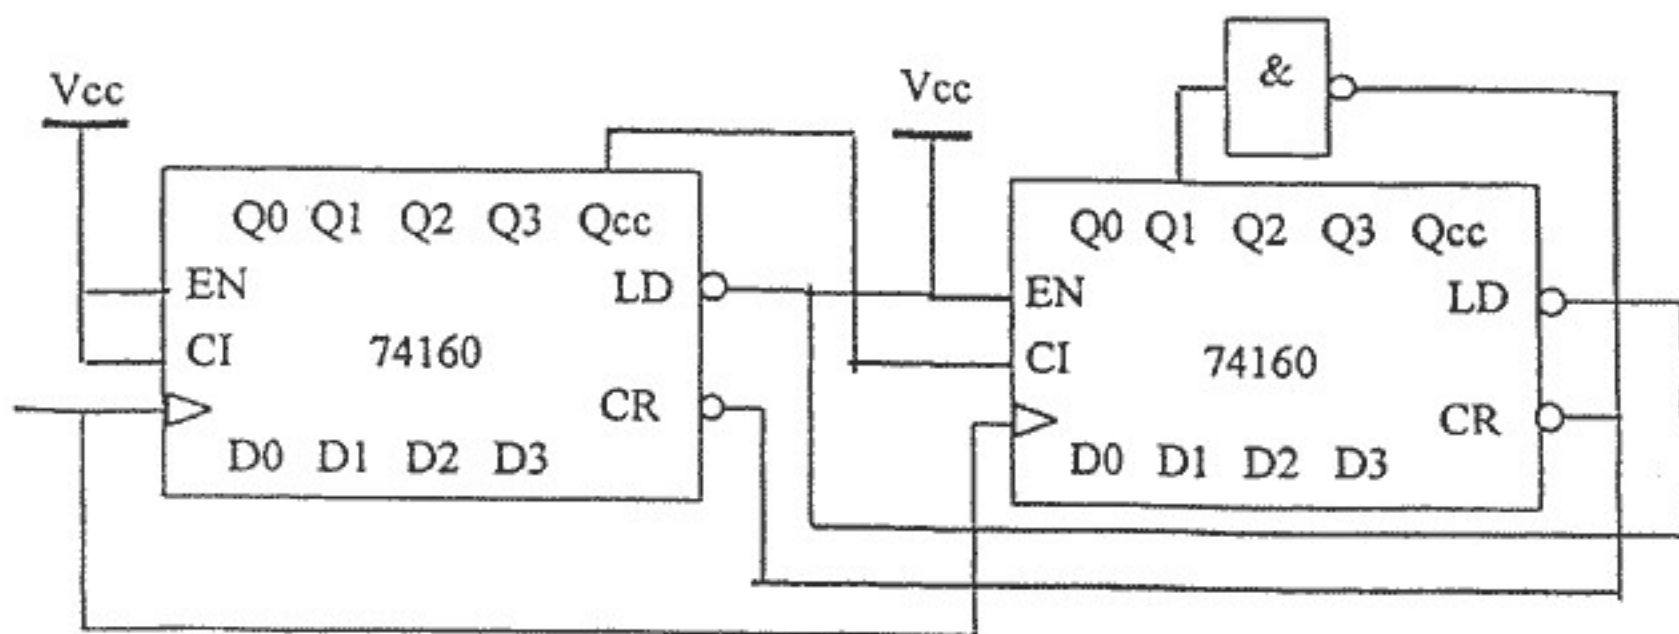 &
Vcc
Vcc
Q0 Q1 Q2 Q3 Qcc
EN LD
CI 74160
CR
D0 D1 D2 D3
Q0 Q1 Q2 Q3 Qcc
EN LD
CI 74160
CR
D0 D1 D2 D3